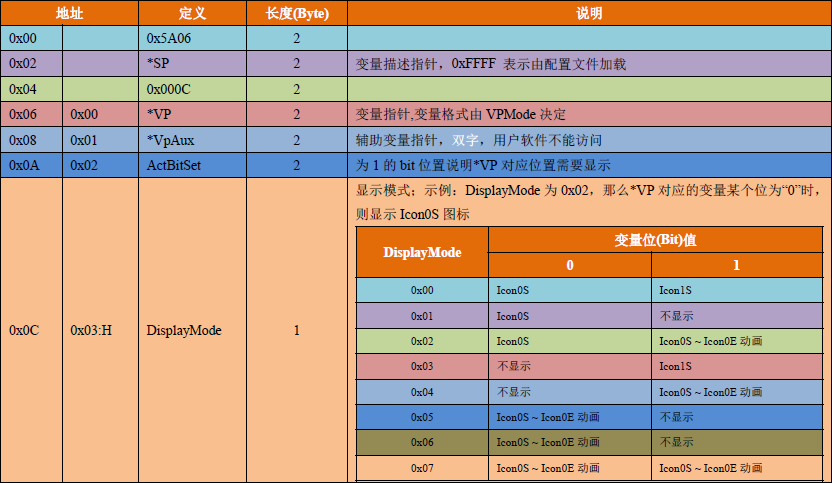 地址 定义 长度(Byte) 说明
0x00 0x5A06 2
0x02 *SP 2 变量描述指针，0xFFFF 表示由配置文件加载
0x04 0x000C 2
0x06 0x00 *VP 2 变量指针,变量格式由 VPMode 决定
0x08 0x01 *VpAux 2 辅助变量指针，双字，用户软件不能访问
0x0A 0x02 ActBitSet 2 为 1 的 bit 位置说明*VP 对应位置需要显示
0x0C 0x03:H DisplayMode 1
显示模式；示例：DisplayMode 为 0x02，那么*VP 对应的变量某个位为“0”时，
则显示 Icon0S 图标
DisplayMode 变量位(Bit)值
0 1
0x00 Icon0S Icon1S
0x01 Icon0S 不显示
0x02 Icon0S Icon0S ~ Icon0E 动画
0x03 不显示 Icon1S
0x04 不显示 Icon0S ~ Icon0E 动画
0x05 Icon0S ~ Icon0E 动画 不显示
0x06 Icon0S ~ Icon0E 动画 不显示
0x07 Icon0S ~ Icon0E 动画 Icon0S ~ Icon0E 动画